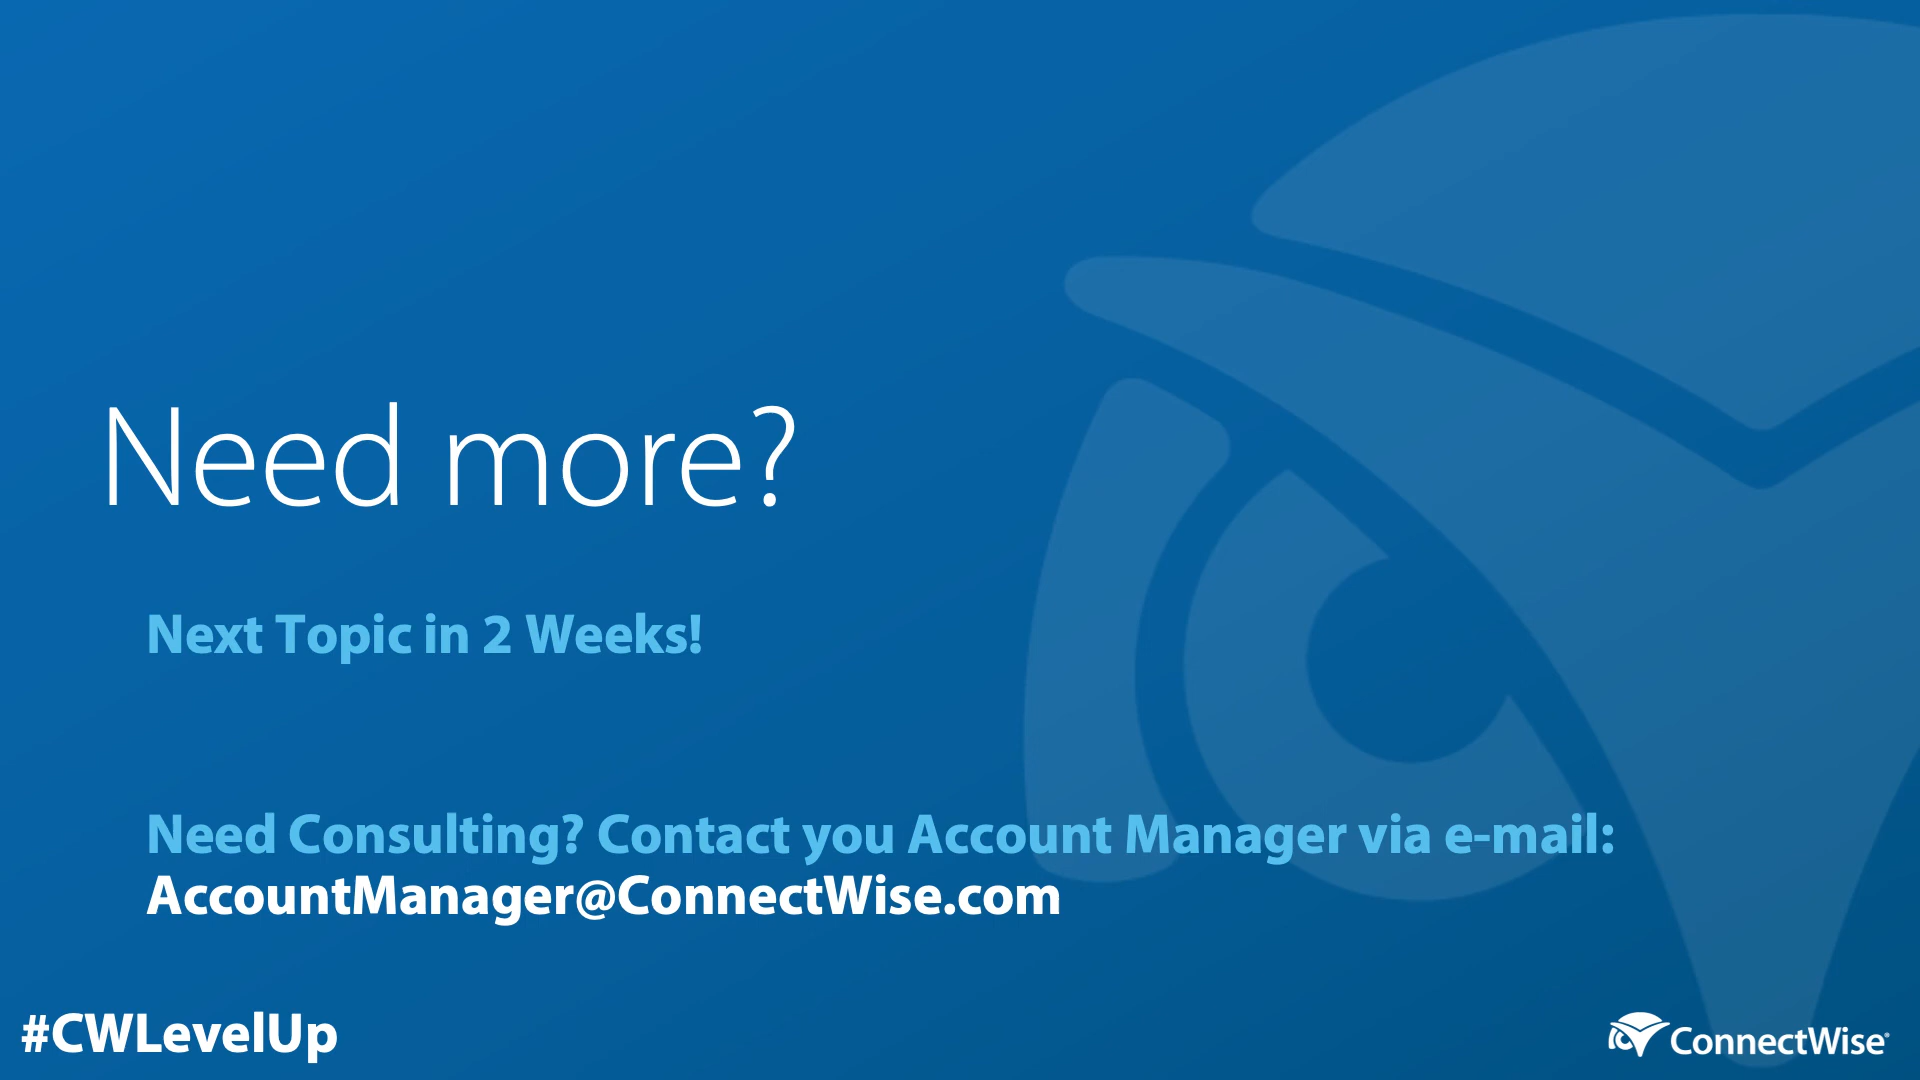 Need more?
Next Topic in 2 Weeks!
Need Consulting? Contact you Account Manager via e-mail:
AccountManager@ConnectWise.com
#CWLevelUp
ConnectWise®